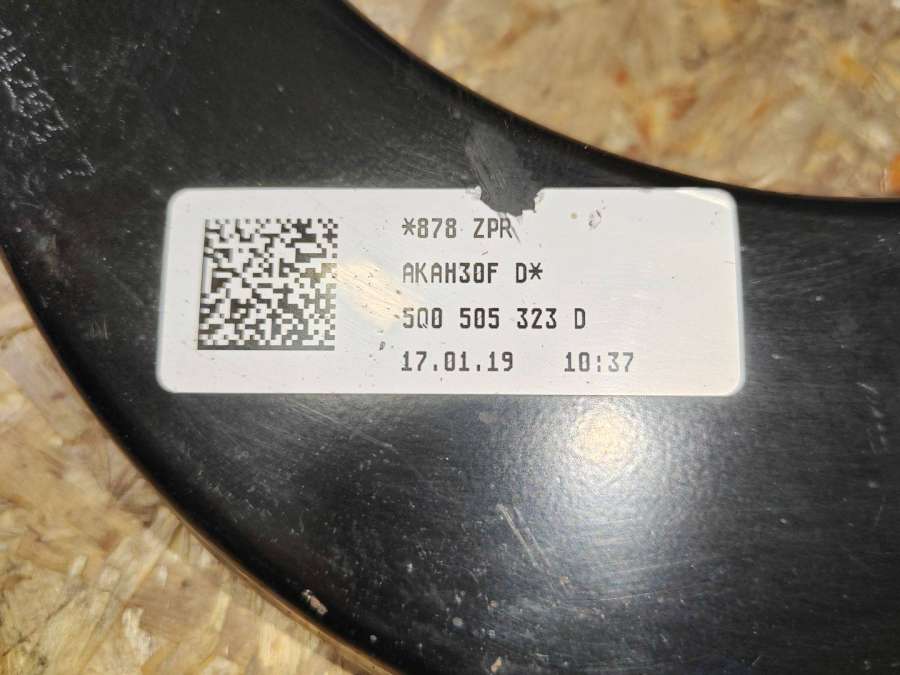 *878 ZPR
AKAH30F D*
5Q0 505 323 D
17.01.19 10:37